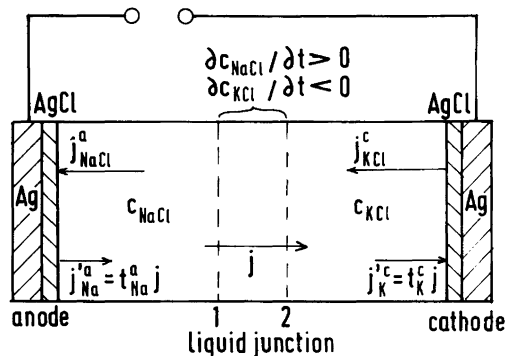 ∂c_NaCl / ∂t > 0
∂c_KCl / ∂t < 0
AgCl
AgCl
j^a_NaCl
j^c_KCl
Ag
c_NaCl
c_KCl
Ag
j'^a_Na = t^a_Na j
j
j'^c_K = t^c_K j
anode
1
2
cathode
liquid junction